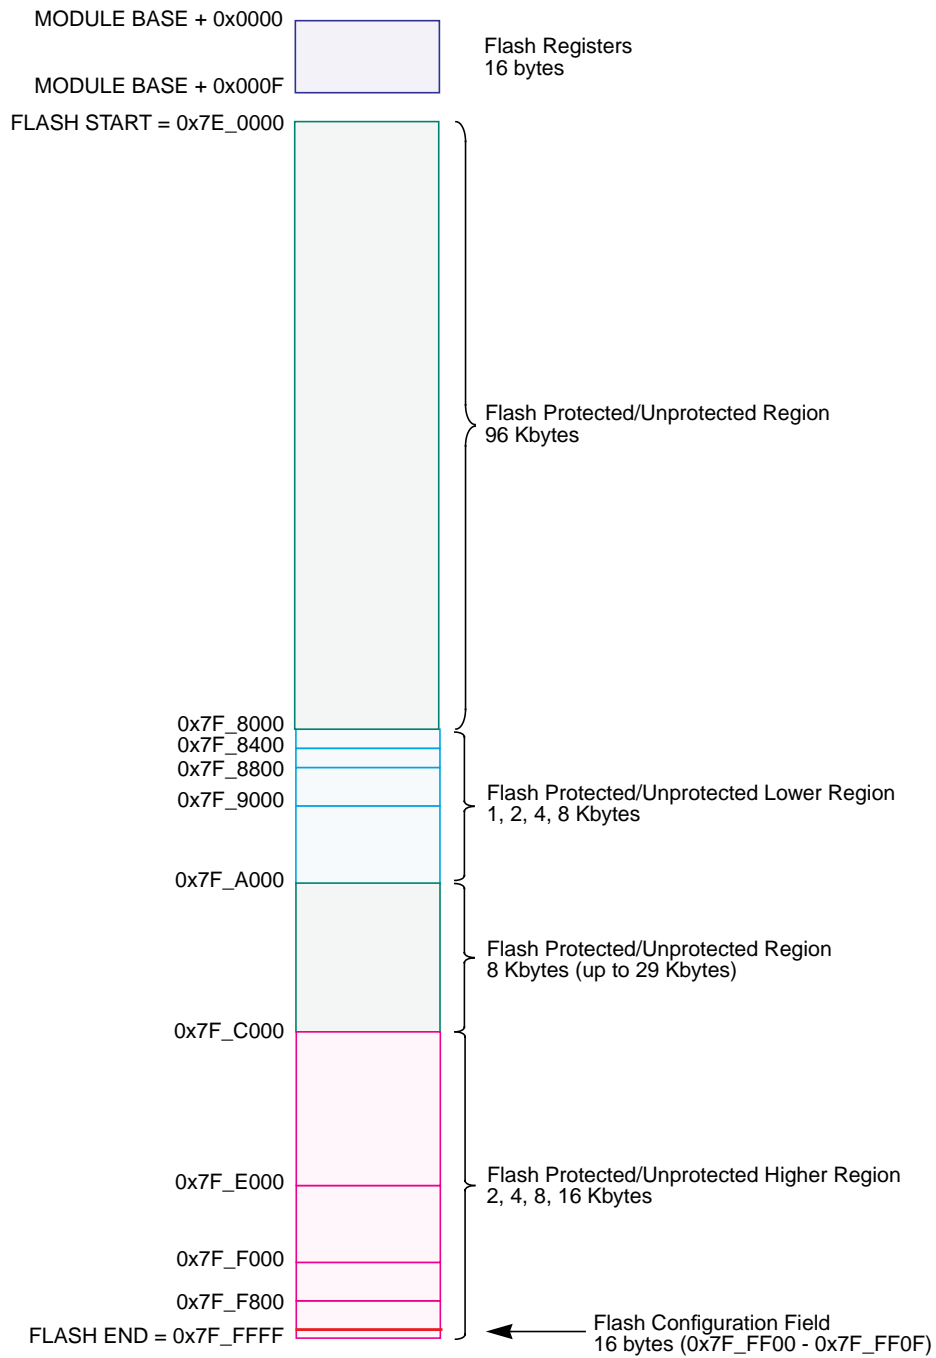 MODULE BASE + 0x0000
Flash Registers
16 bytes
MODULE BASE + 0x000F
FLASH START = 0x7E_0000
Flash Protected/Unprotected Region
96 Kbytes
0x7F_8000
0x7F_8400
0x7F_8800
0x7F_9000
Flash Protected/Unprotected Lower Region
1, 2, 4, 8 Kbytes
0x7F_A000
Flash Protected/Unprotected Region
8 Kbytes (up to 29 Kbytes)
0x7F_C000
0x7F_E000
Flash Protected/Unprotected Higher Region
2, 4, 8, 16 Kbytes
0x7F_F000
0x7F_F800
FLASH END = 0x7F_FFFF
Flash Configuration Field
16 bytes (0x7F_FF00 - 0x7F_FF0F)